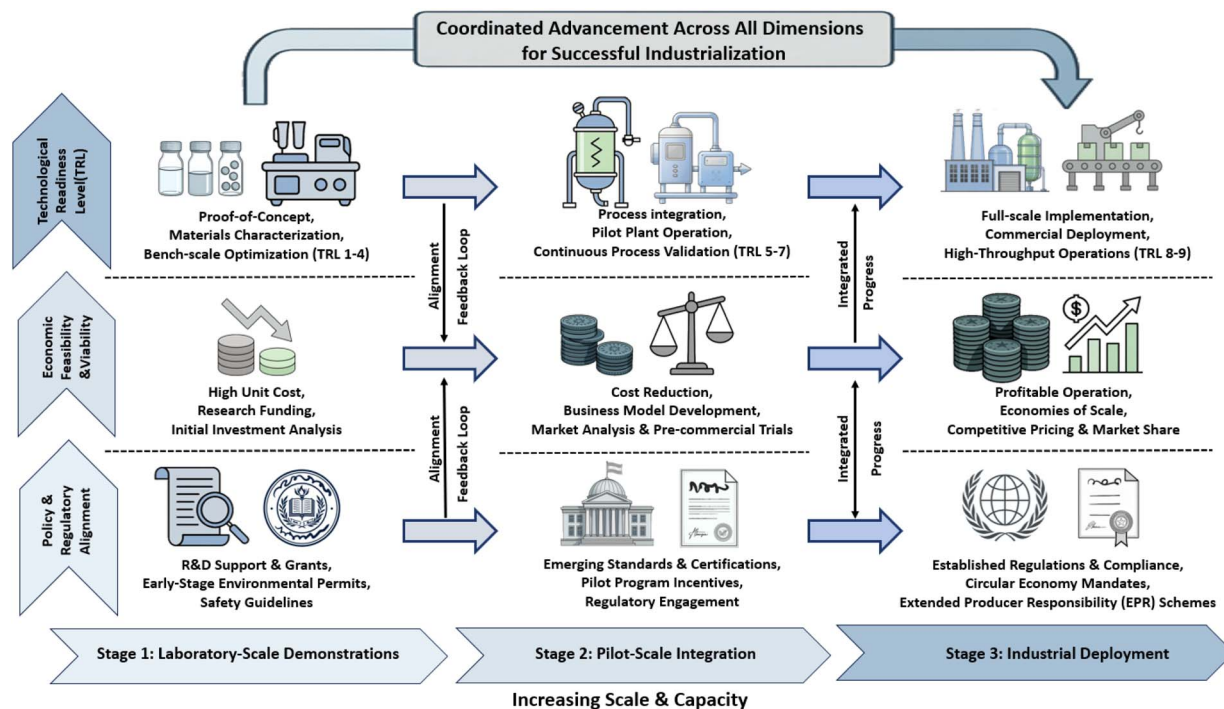 Coordinated Advancement Across All Dimensions
for Successful Industrialization
Technological
Readiness
Level(TRL)
Proof-of-Concept,
Materials Characterization,
Bench-scale Optimization (TRL 1-4)
Process integration,
Pilot Plant Operation,
Continuous Process Validation (TRL 5-7)
Full-scale Implementation,
Commercial Deployment,
High-Throughput Operations (TRL 8-9)
Alignment
Feedback Loop
Integrated
Progress
Economic
Feasibility
&Viability
High Unit Cost,
Research Funding,
Initial Investment Analysis
Cost Reduction,
Business Model Development,
Market Analysis & Pre-commercial Trials
$
Profitable Operation,
Economies of Scale,
Competitive Pricing & Market Share
Alignment
Feedback Loop
Integrated
Progress
Policy &
Regulatory
Alignment
R&D Support & Grants,
Early-Stage Environmental Permits,
Safety Guidelines
Emerging Standards & Certifications,
Pilot Program Incentives,
Regulatory Engagement
Established Regulations & Compliance,
Circular Economy Mandates,
Extended Producer Responsibility (EPR) Schemes
Stage 1: Laboratory-Scale Demonstrations
Stage 2: Pilot-Scale Integration
Stage 3: Industrial Deployment
Increasing Scale & Capacity